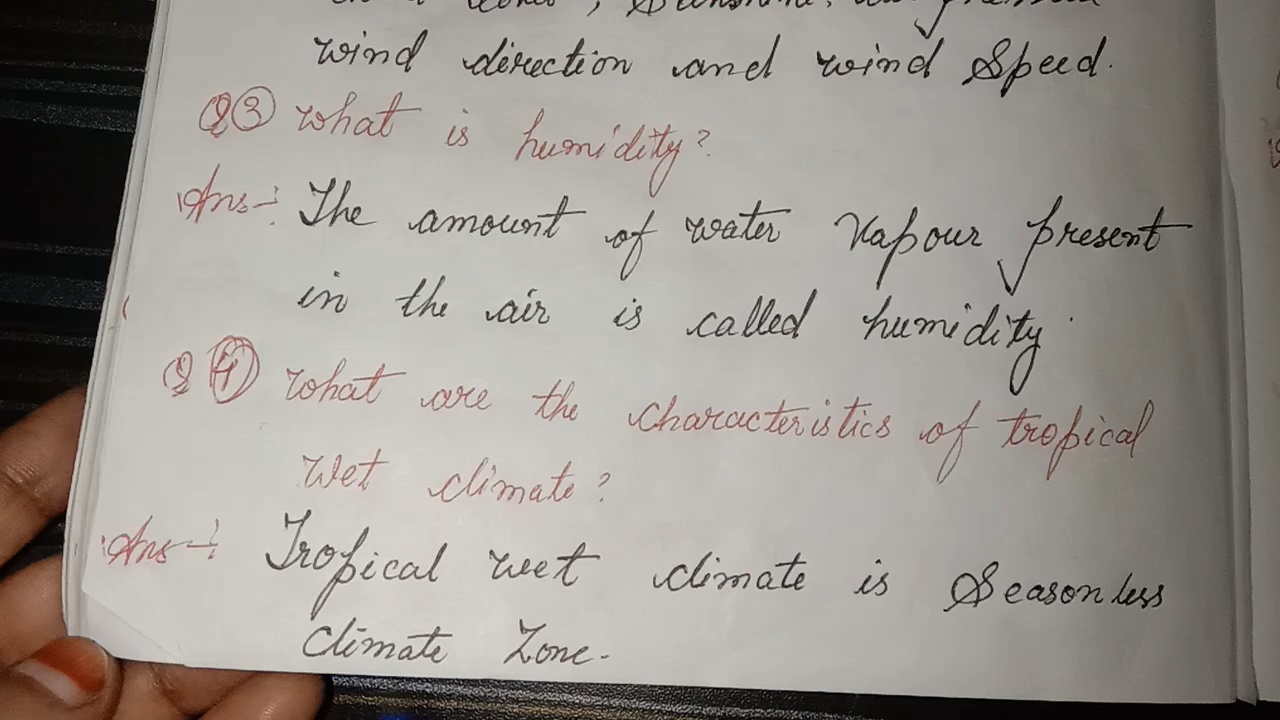 wind direction and wind Speed.
Q3 What is humidity?
Ans- The amount of water Vapour present
in the air is called humidity.
Q4 What are the characteristics of tropical
Wet climate?
Ans- Tropical wet climate is Seasonless
Climate Zone.